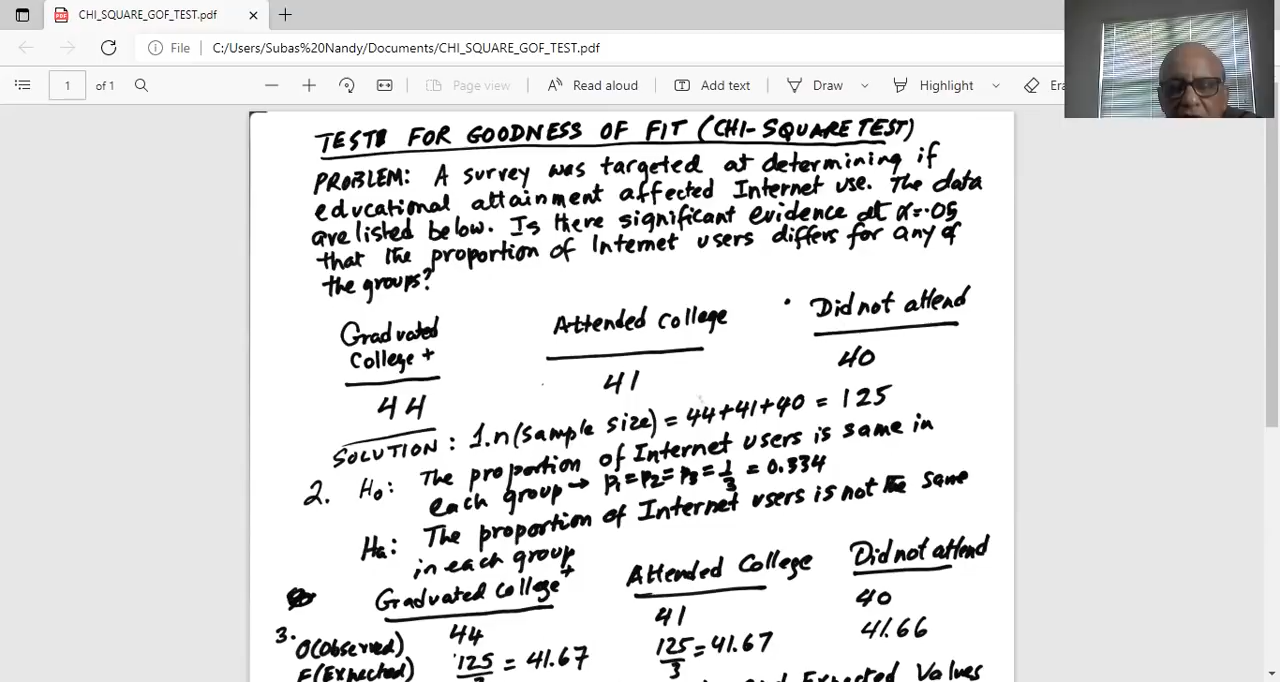 CHI_SQUARE_GOF_TEST.pdf
File C:/Users/Subas%20Nandy/Documents/CHI_SQUARE_GOF_TEST.pdf
1 of 1 Page view Read aloud Add text Draw Highlight Era
TEST FOR GOODNESS OF FIT (CHI-SQUARE TEST)
PROBLEM: A survey was targeted at determining if
educational attainment affected Internet use. The data
are listed below. Is there significant evidence at α=.05
that the proportion of Internet users differs for any of
the groups?
Graduated College+ Attended college Did not attend
44 41 40
SOLUTION: 1. n (sample size) = 44+41+40 = 125
2. Ho: The proportion of Internet users is same in
each group → p₁=p₂=p₃=1/3=0.334
Ha: The proportion of Internet users is not same
in each group
Graduated College+ Attended College Did not attend
3. O(Observed) 44 41 40
E(Expected) 125/3 = 41.67 125/3 = 41.67 41.66
and Expected Values